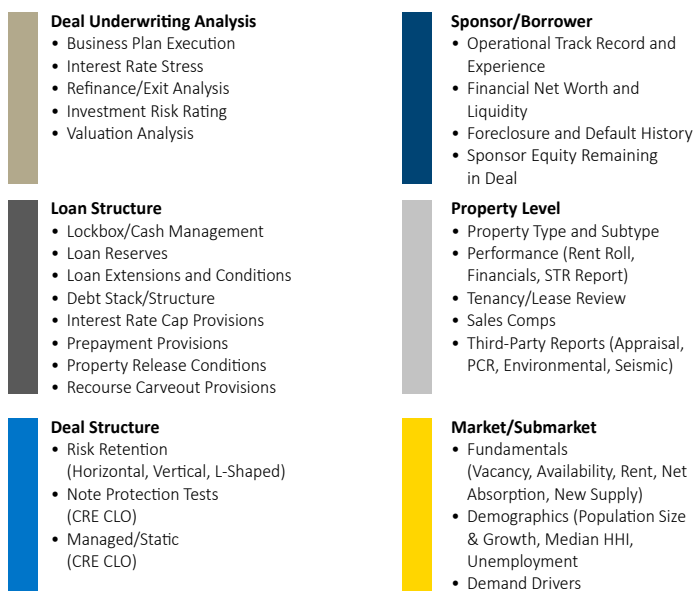 Deal Underwriting Analysis
• Business Plan Execution
• Interest Rate Stress
• Refinance/Exit Analysis
• Investment Risk Rating
• Valuation Analysis
Sponsor/Borrower
• Operational Track Record and
Experience
• Financial Net Worth and
Liquidity
• Foreclosure and Default History
• Sponsor Equity Remaining
in Deal
Loan Structure
• Lockbox/Cash Management
• Loan Reserves
• Loan Extensions and Conditions
• Debt Stack/Structure
• Interest Rate Cap Provisions
• Prepayment Provisions
• Property Release Conditions
• Recourse Carveout Provisions
Property Level
• Property Type and Subtype
• Performance (Rent Roll,
Financials, STR Report)
• Tenancy/Lease Review
• Sales Comps
• Third-Party Reports (Appraisal,
PCR, Environmental, Seismic)
Deal Structure
• Risk Retention
(Horizontal, Vertical, L-Shaped)
• Note Protection Tests
(CRE CLO)
• Managed/Static
(CRE CLO)
Market/Submarket
• Fundamentals
(Vacancy, Availability, Rent, Net
Absorption, New Supply)
• Demographics (Population Size
& Growth, Median HHI,
Unemployment
• Demand Drivers